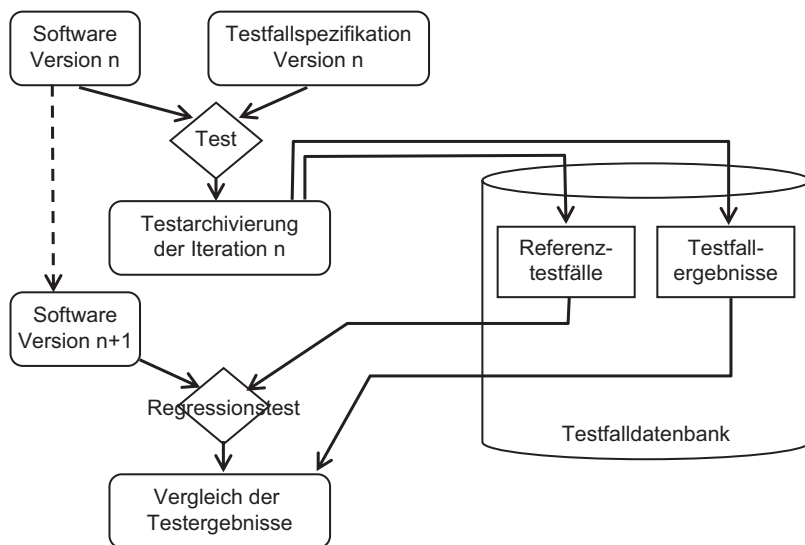 Software
Version n
Testfallspezifikation
Version n
Test
Testarchivierung
der Iteration n
Referenz-
testfälle
Testfall-
ergebnisse
Software
Version n+1
Regressionstest
Testfalldatenbank
Vergleich der
Testergebnisse